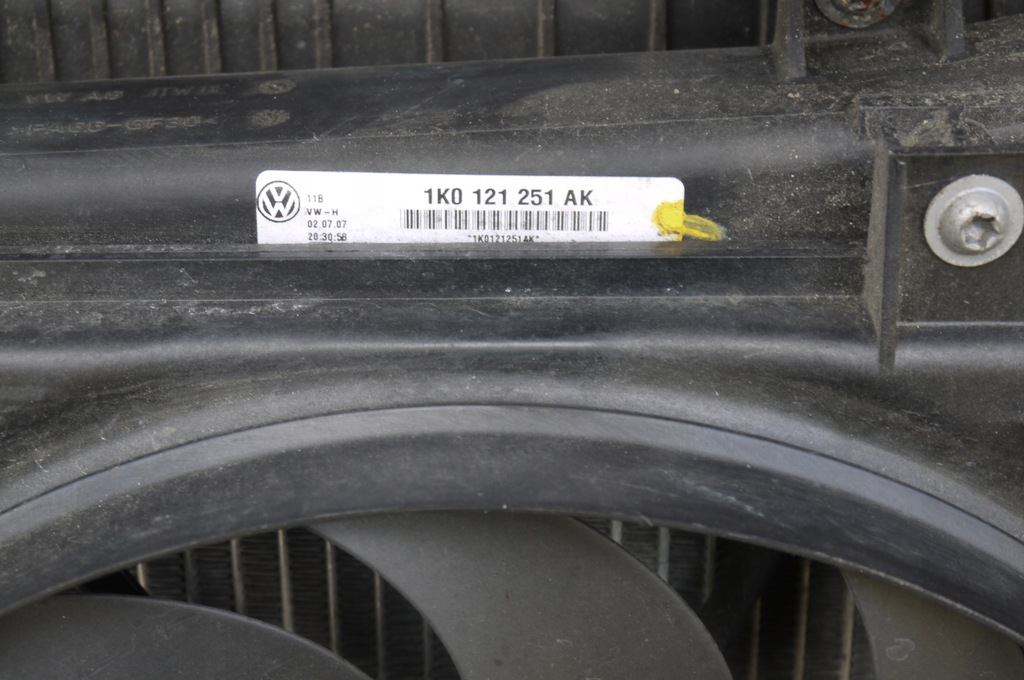 11B
VW-H
02.07.07
20:30:58
1K0 121 251 AK
*1K0121251AK*